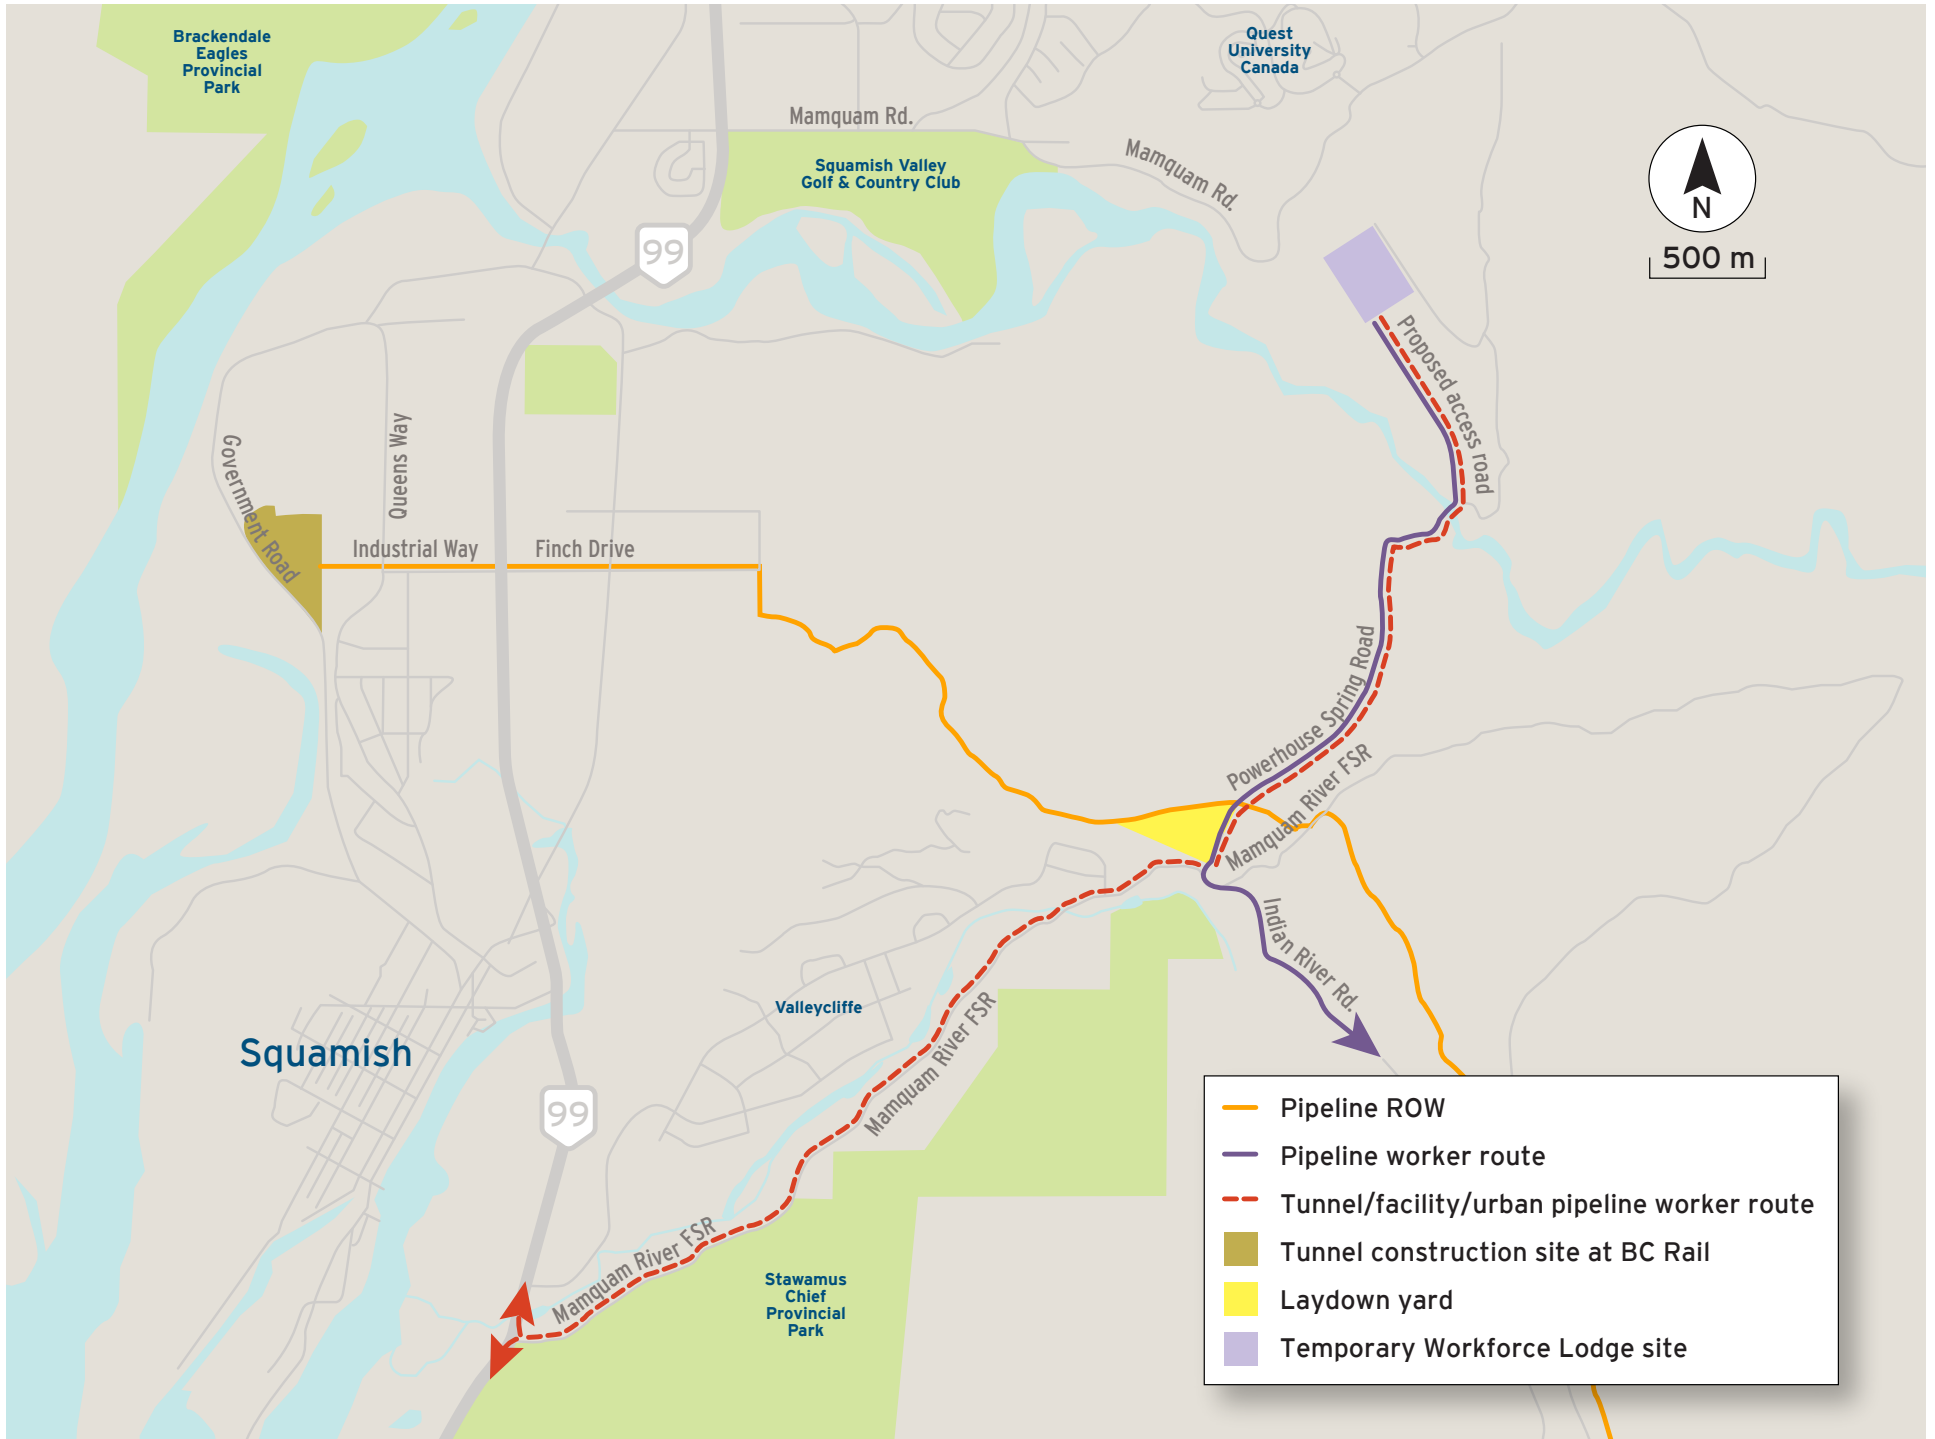 Brackendale
Eagles
Provincial
Park
Quest
University
Canada
Mamquam Rd.
Mamquam Rd.
Squamish Valley
Golf & Country Club
N
500 m
99
Proposed access road
Government Road
Queens Way
Industrial Way
Finch Drive
Powerhouse Spring Road
Mamquam River FSR
Indian River Rd.
Valleycliffe
Mamquam River FSR
Squamish
99
Mamquam River FSR
Stawamus
Chief
Provincial
Park
Pipeline ROW
Pipeline worker route
Tunnel/facility/urban pipeline worker route
Tunnel construction site at BC Rail
Laydown yard
Temporary Workforce Lodge site